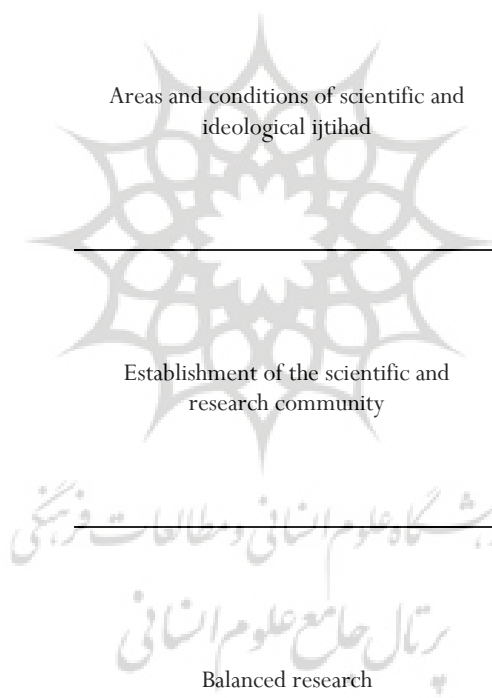 Areas and conditions of scientific and
ideological ijtihad
Establishment of the scientific and
research community
شگاه علوم انسانی و مطالعات فرهنگی
پرتال جامع علوم انسانی
Balanced research